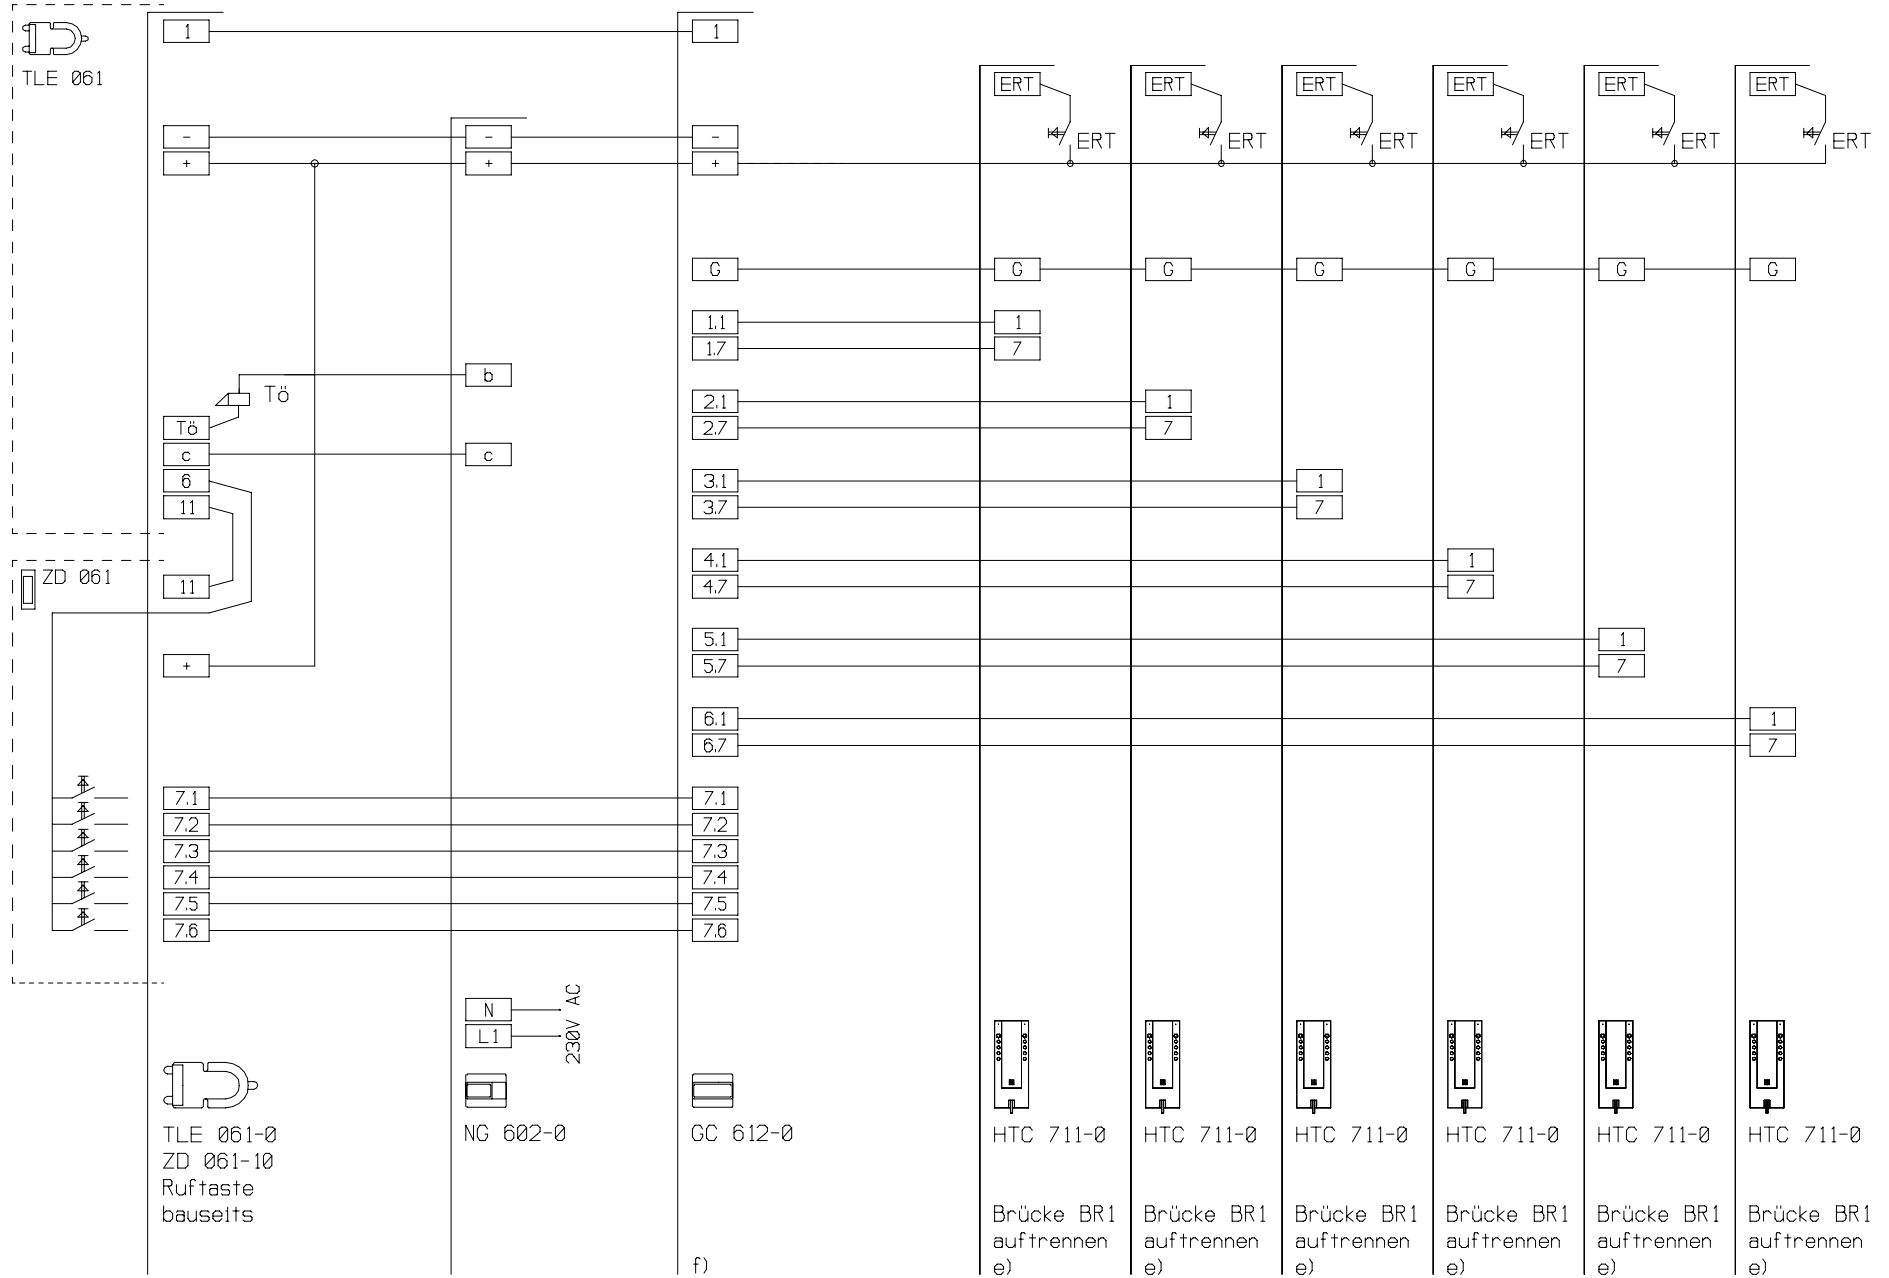 TLE 061
1 1
ERT ERT ERT ERT ERT ERT
- - -
ERT ERT ERT ERT ERT ERT
+ + +
G G G G G G G
1.1 1
1.7 7
b
Tö
2.1 1
Tö 2.7 7
c c
6 3.1 1
11 3.7 7
4.1 1
ZD 061
11 4.7 7
5.1 1
+ 5.7 7
6.1 1
6.7 7
7.1 7.1
7.2 7.2
7.3 7.3
7.4 7.4
7.5 7.5
7.6 7.6
N
L1
230V AC
TLE 061-0
ZD 061-10
Ruftaste
bauseits
NG 602-0
GC 612-0
f)
HTC 711-0 HTC 711-0 HTC 711-0 HTC 711-0 HTC 711-0 HTC 711-0
Brücke BR1 Brücke BR1 Brücke BR1 Brücke BR1 Brücke BR1 Brücke BR1
auftrennen auftrennen auftrennen auftrennen auftrennen auftrennen
e) e) e) e) e) e)